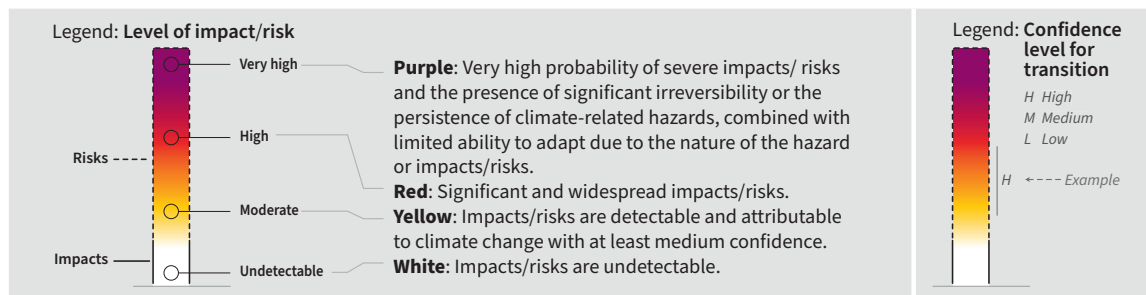 Legend: Level of impact/risk
Very high
High
Risks
Moderate
Impacts
Undetectable
Purple: Very high probability of severe impacts/ risks
and the presence of significant irreversibility or the
persistence of climate-related hazards, combined with
limited ability to adapt due to the nature of the hazard
or impacts/risks.
Red: Significant and widespread impacts/risks.
Yellow: Impacts/risks are detectable and attributable
to climate change with at least medium confidence.
White: Impacts/risks are undetectable.
Legend: Confidence
level for
transition
H High
M Medium
L Low
H
Example